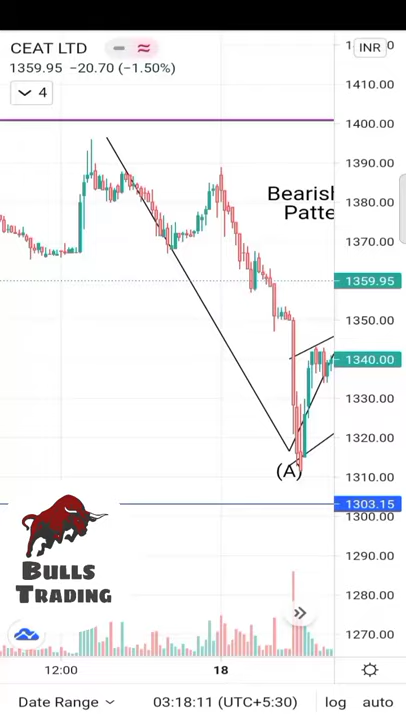 CEAT LTD
1359.95 −20.70 (−1.50%)
4
INR
1410.00
1400.00
1390.00
1380.00
1370.00
1359.95
1350.00
1340.00
1330.00
1320.00
1310.00
1303.15
1300.00
1290.00
1280.00
1270.00
Bearish
Patte
(A)
BULLS
TRADING
12:00
18
Date Range
03:18:11 (UTC+5:30)
log
auto